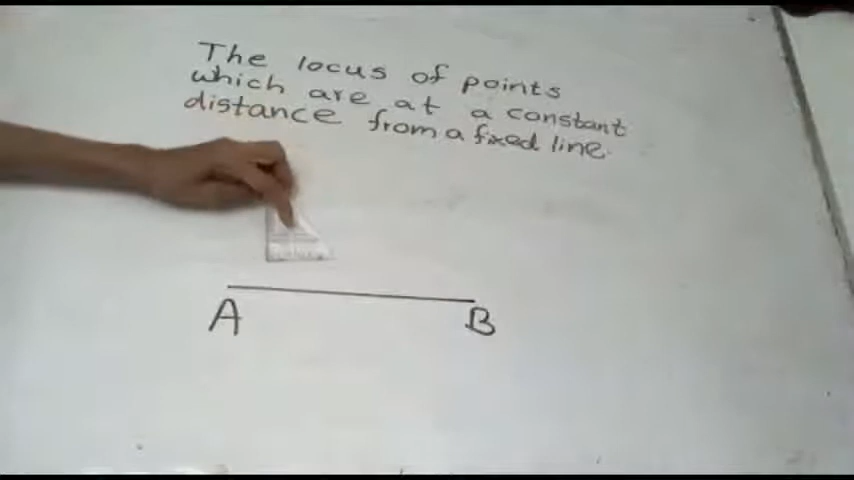 The locus of points
which are at a constant
distance from a fixed line.
A
B